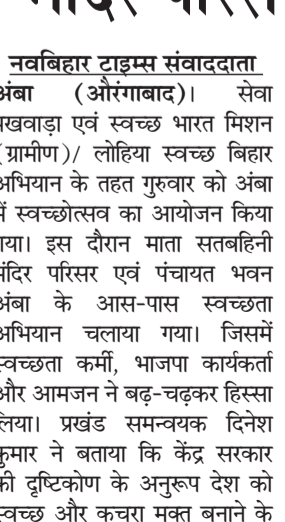 मंदिर परिस
नवबिहार टाइम्स संवाददाता
अंबा (औरंगाबाद)। सेवा
पखवाड़ा एवं स्वच्छ भारत मिशन
(ग्रामीण)/ लोहिया स्वच्छ बिहार
अभियान के तहत गुरुवार को अंबा
में स्वच्छोत्सव का आयोजन किया
गया। इस दौरान माता सतबहिनी
मंदिर परिसर एवं पंचायत भवन
अंबा के आस-पास स्वच्छता
अभियान चलाया गया। जिसमें
स्वच्छता कर्मी, भाजपा कार्यकर्ता
और आमजन ने बढ़-चढ़कर हिस्सा
लिया। प्रखंड समन्वयक दिनेश
कुमार ने बताया कि केंद्र सरकार
की दृष्टिकोण के अनुरूप देश को
स्वच्छ और कचरा मुक्त बनाने के